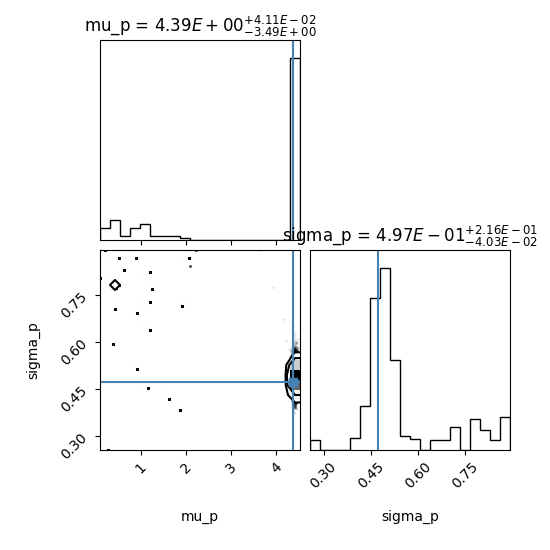 mu_p = 4.39E+00+4.11E−02−3.49E+00
sigma_p = 4.97E−01+2.16E−01−4.03E−02
0.75
0.60
0.45
0.30
sigma_p
1 2 3 4
0.30 0.45 0.60 0.75
mu_p
sigma_p